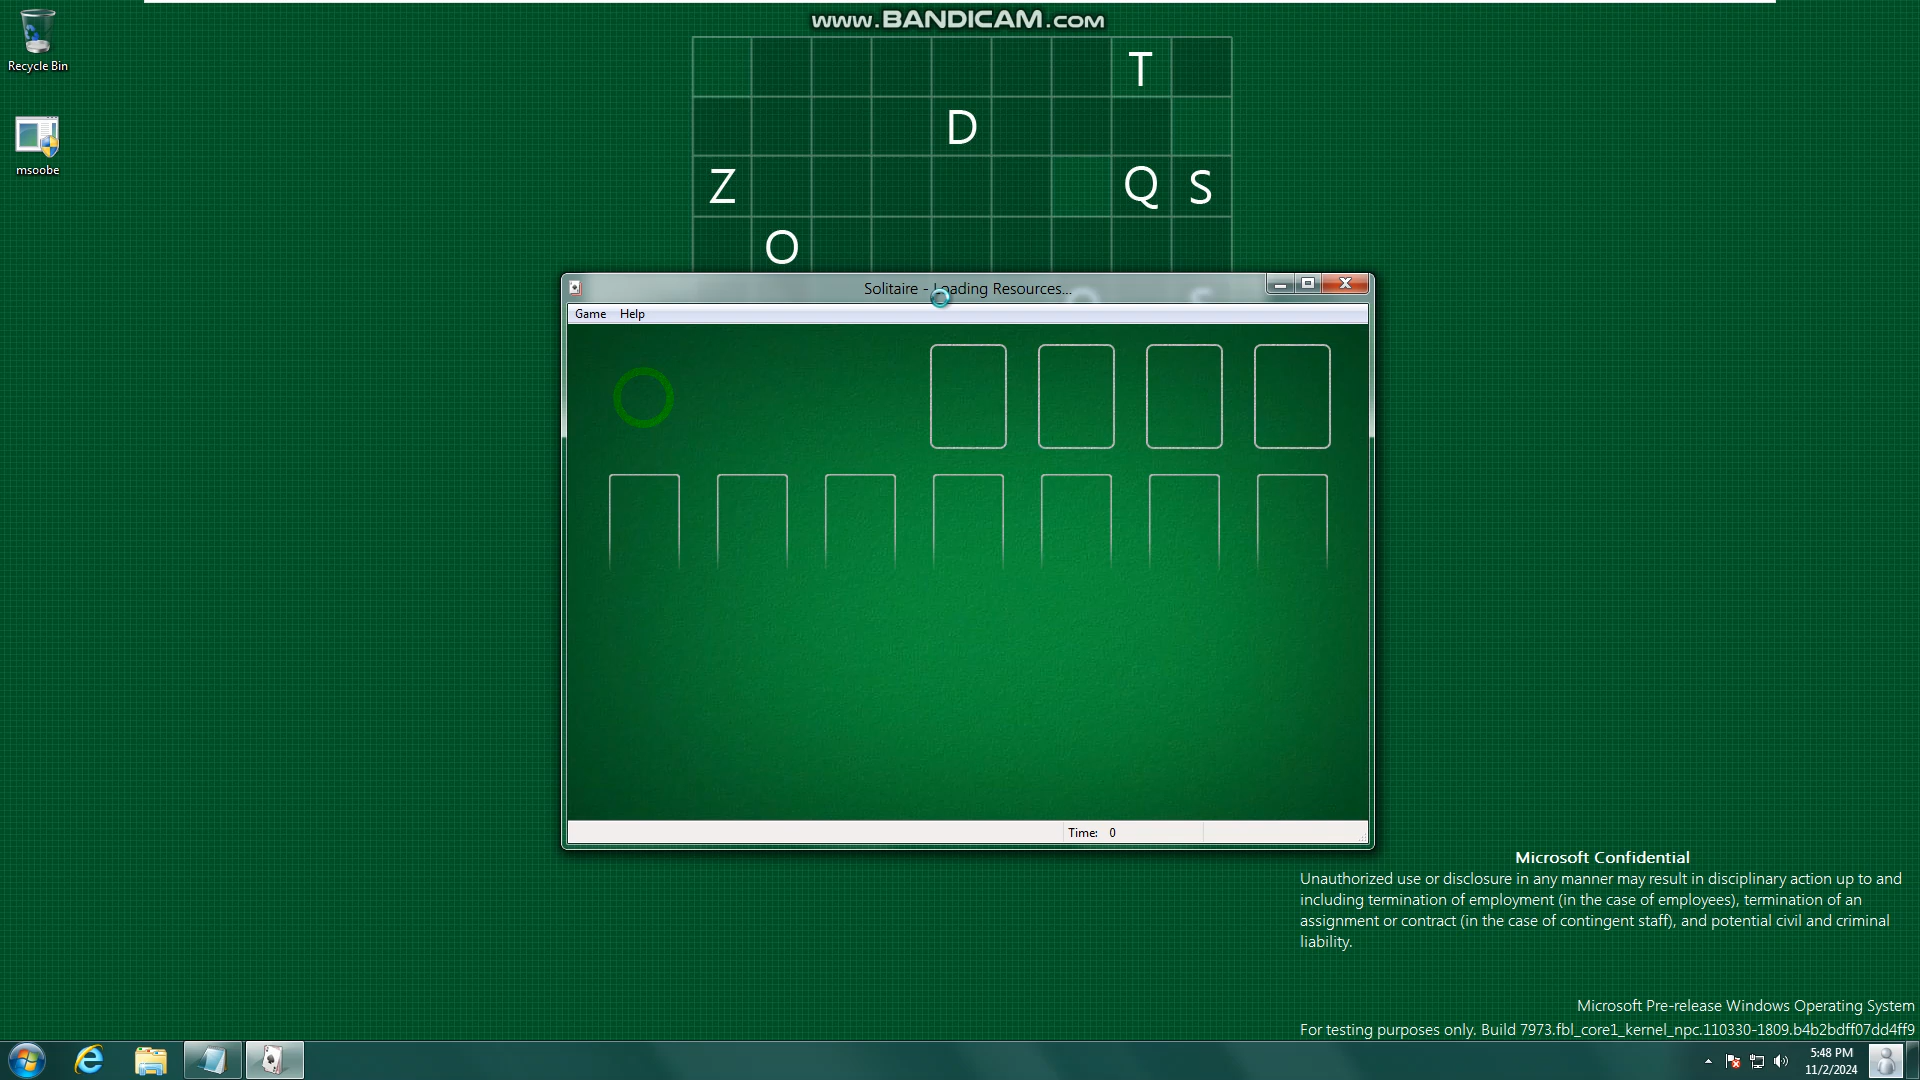 www.BANDICAM.com
Recycle Bin
T
D
msoobe
Z
Q S
O
Solitaire - Loading Resources...
Game Help
Time: 0
Microsoft Confidential
Unauthorized use or disclosure in any manner may result in disciplinary action up to and
including termination of employment (in the case of employees), termination of an
assignment or contract (in the case of contingent staff), and potential civil and criminal
liability.
Microsoft Pre-release Windows Operating System
For testing purposes only. Build 7973.fbl_core1_kernel_npc.110330-1809.b4b2bdff07dd4ff9
5:48 PM
11/2/2024